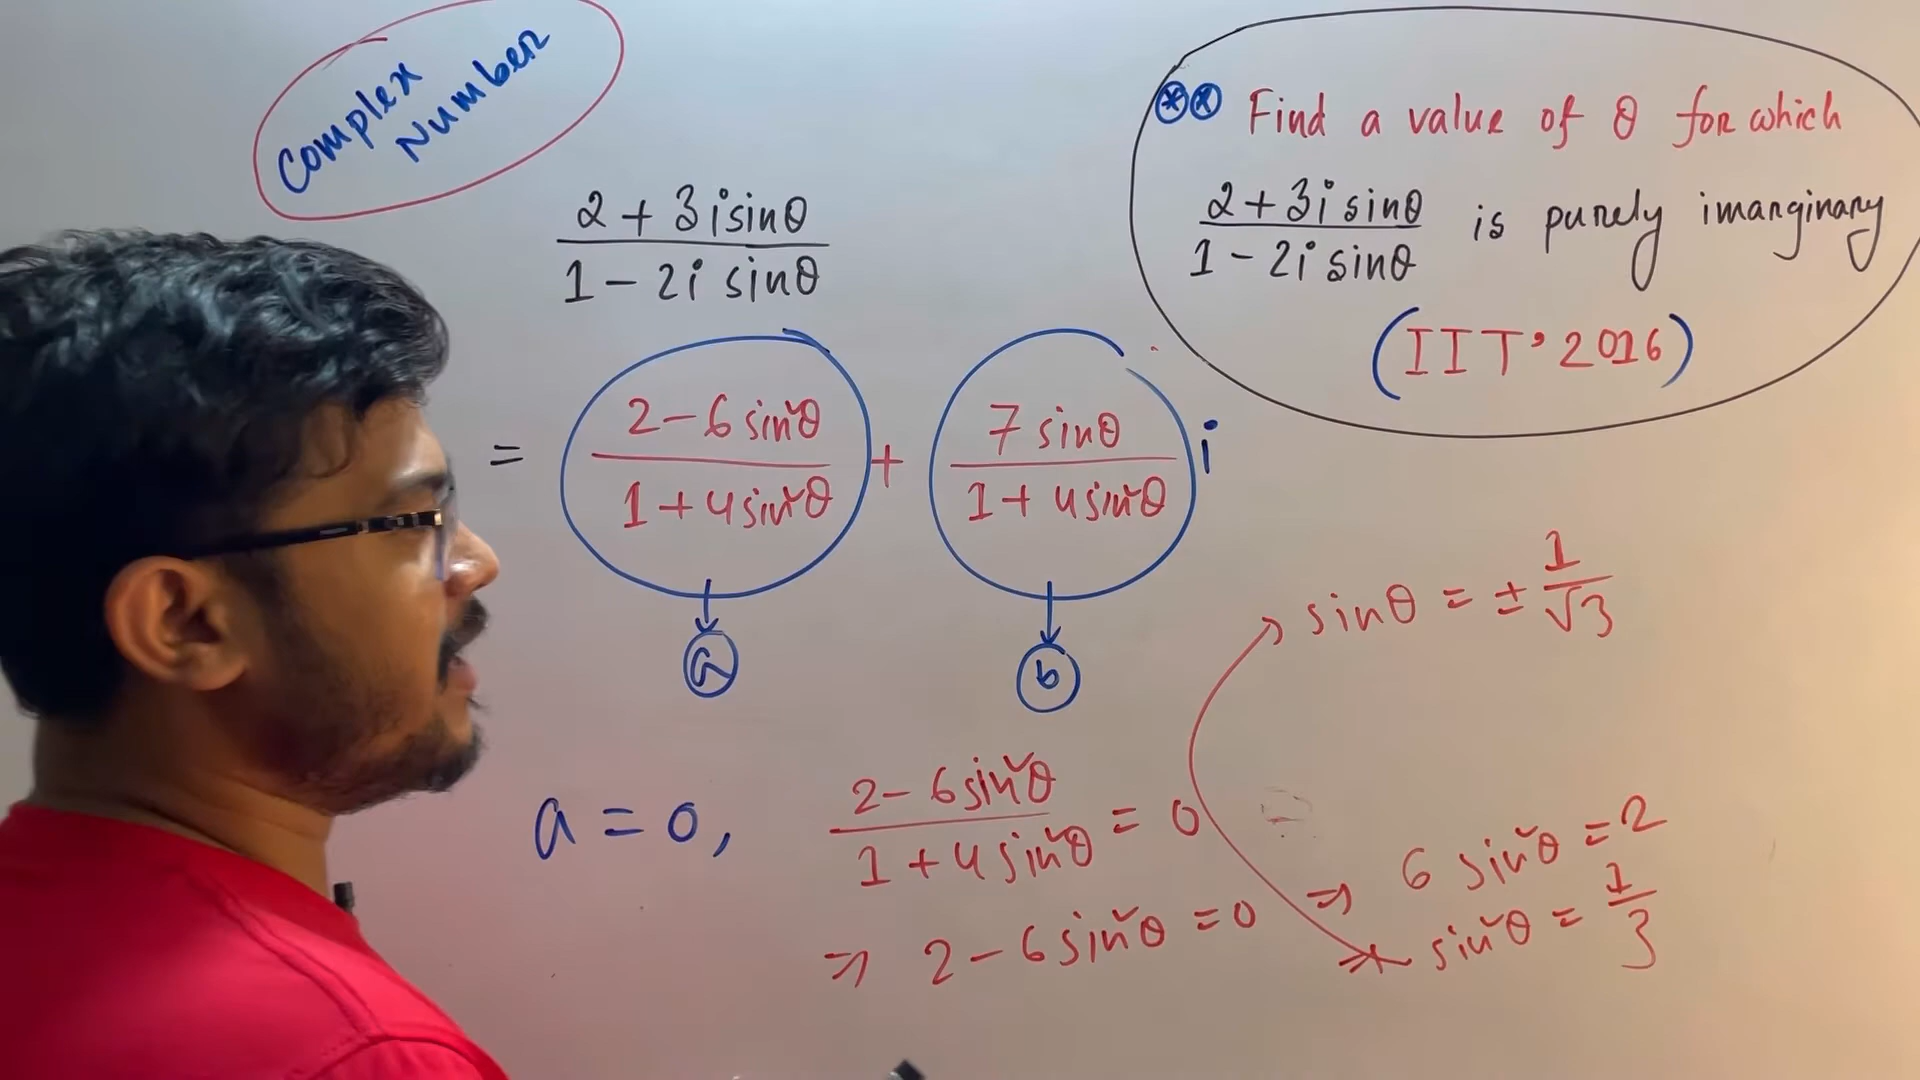 Complex
Number
⊛⊛ Find a value of θ for which
2+3i sinθ / 1-2i sinθ is purely imarginary
(IIT'2016)
2 + 3 i sinθ / 1 - 2i sinθ
= 2-6 sin²θ / 1+4 sin²θ + 7 sinθ / 1+4 sin²θ i
a b
sinθ = ± 1/√3
a = 0, 2-6 sin²θ / 1+4 sin²θ = 0
⇒ 2-6 sin²θ = 0 ⇒ 6 sin²θ = 2
⇒ sin²θ = 1/3